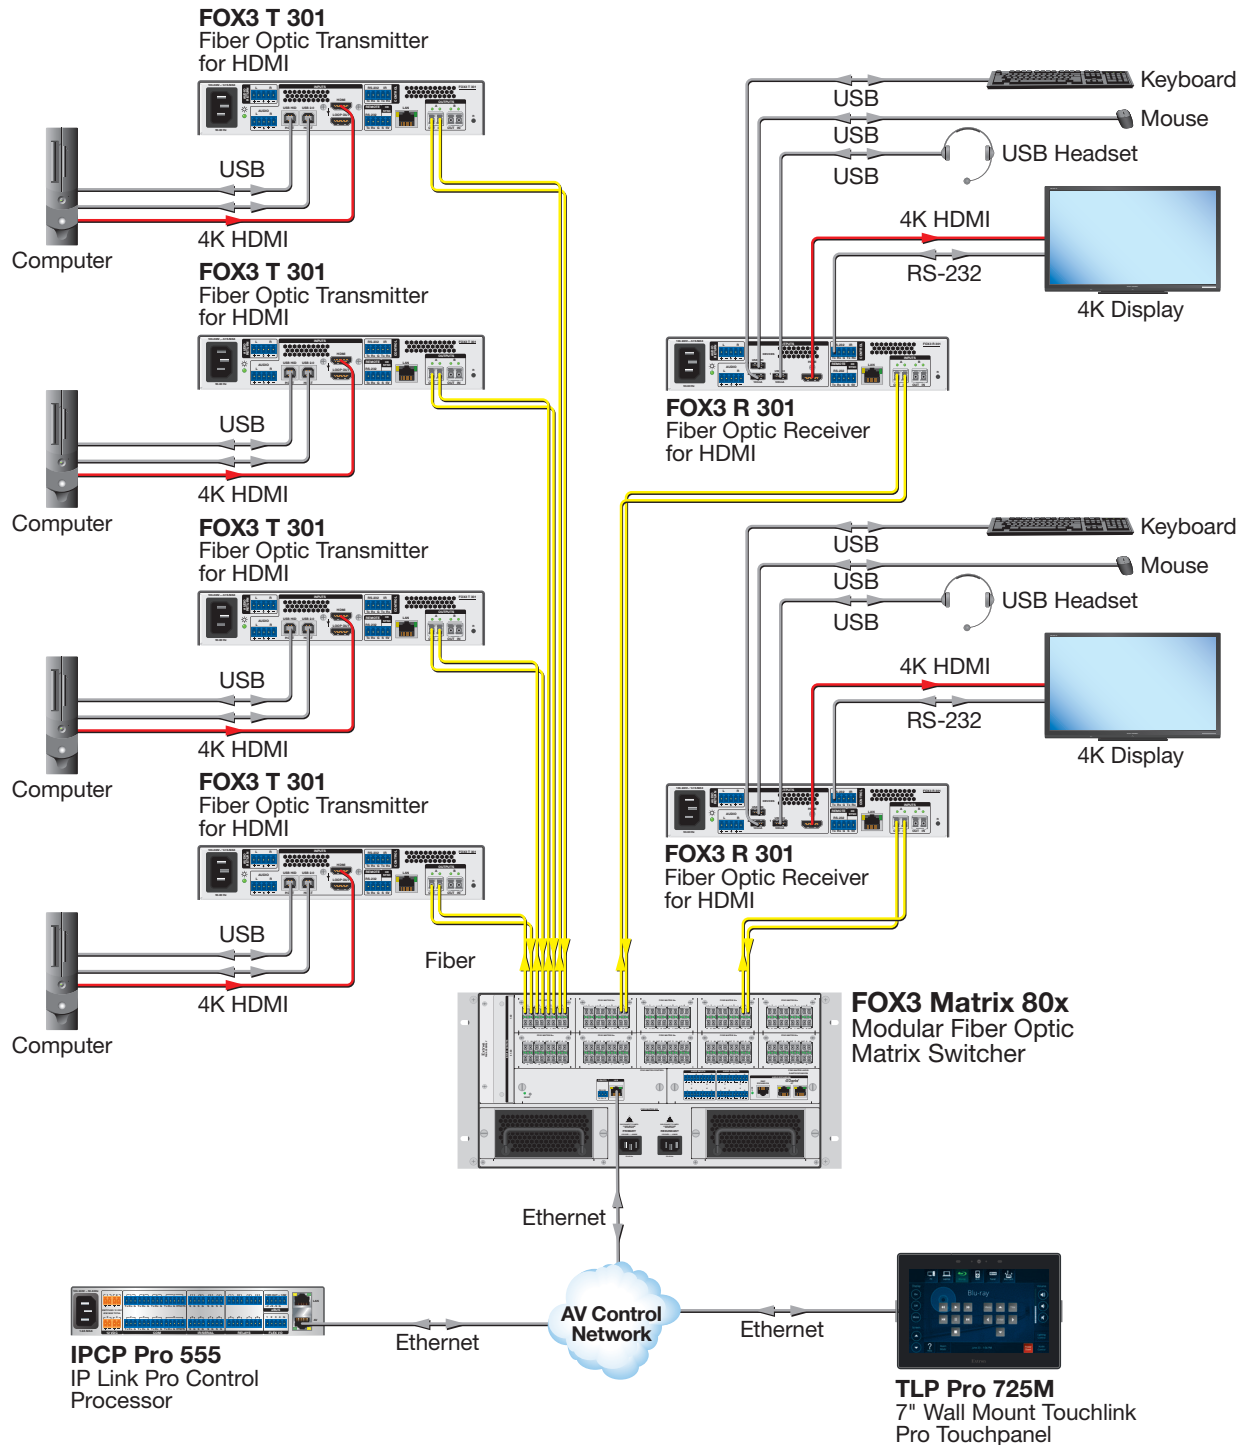 FOX3 T 301
Fiber Optic Transmitter
for HDMI
USB
4K HDMI
Computer
FOX3 T 301
Fiber Optic Transmitter
for HDMI
USB
4K HDMI
Computer
FOX3 T 301
Fiber Optic Transmitter
for HDMI
USB
4K HDMI
Computer
FOX3 T 301
Fiber Optic Transmitter
for HDMI
USB
4K HDMI
Computer
Keyboard
USB
Mouse
USB
USB Headset
USB
4K HDMI
RS-232
4K Display
FOX3 R 301
Fiber Optic Receiver
for HDMI
Keyboard
USB
Mouse
USB
USB Headset
USB
4K HDMI
RS-232
4K Display
FOX3 R 301
Fiber Optic Receiver
for HDMI
Fiber
FOX3 Matrix 80x
Modular Fiber Optic
Matrix Switcher
Ethernet
AV Control
Network
Ethernet
Ethernet
IPCP Pro 555
IP Link Pro Control
Processor
Blu-ray
TLP Pro 725M
7" Wall Mount Touchlink
Pro Touchpanel